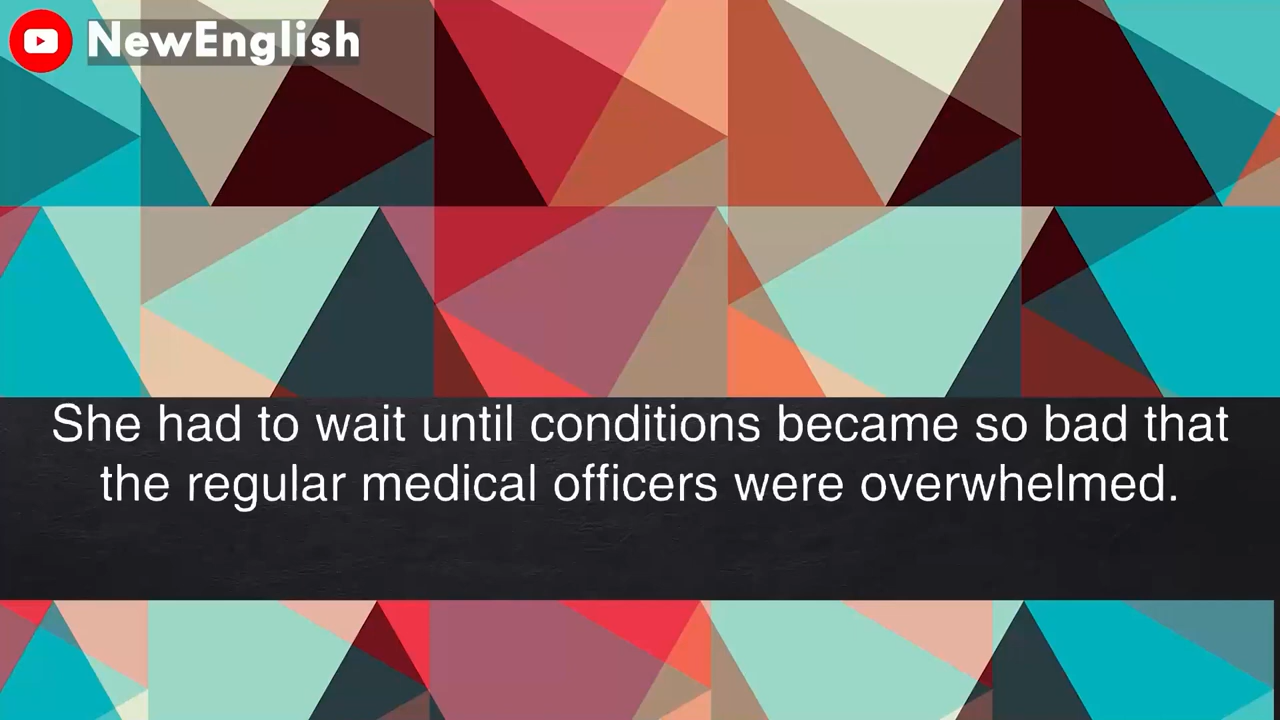 NewEnglish
She had to wait until conditions became so bad that
the regular medical officers were overwhelmed.